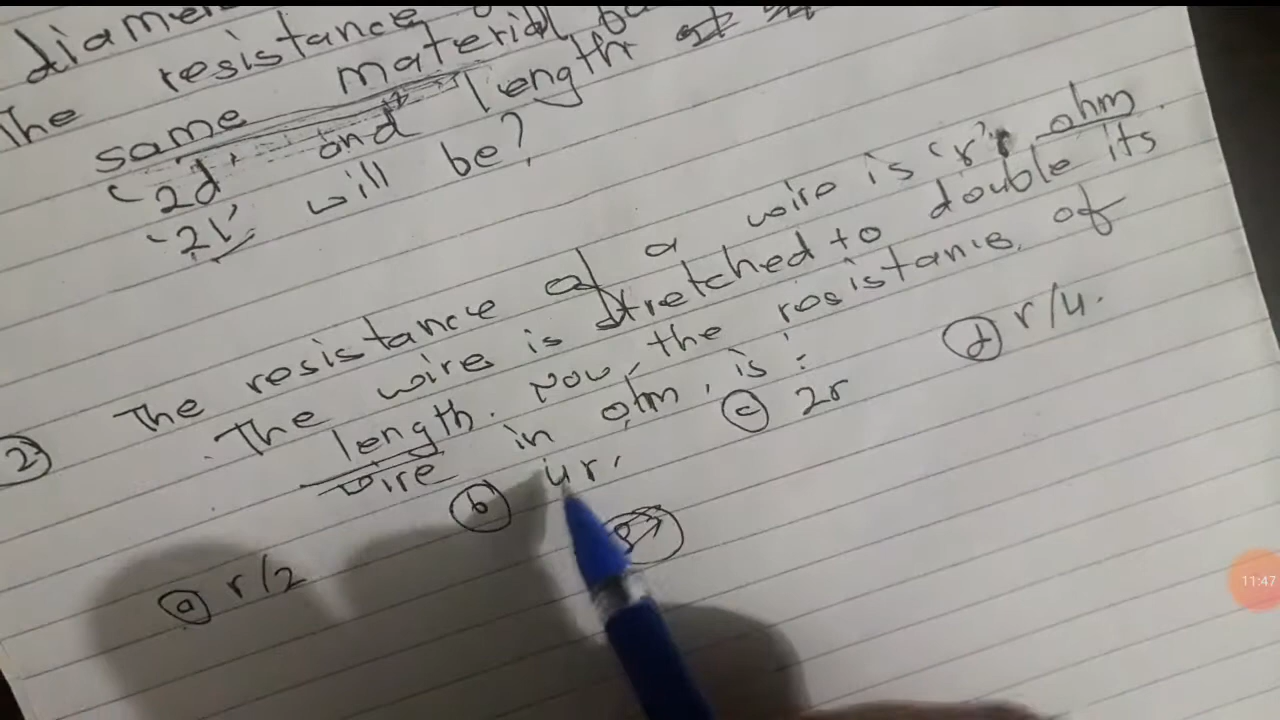 The resistance
same material
'2d' and length
'2l' will be?
2) The resistance of a wire is 'r' ohm.
The wire is stretched to double its
length. Now, the resistance of
wire in ohm, is :
a r/2 b 4r, c 2r d r/4.
11:47